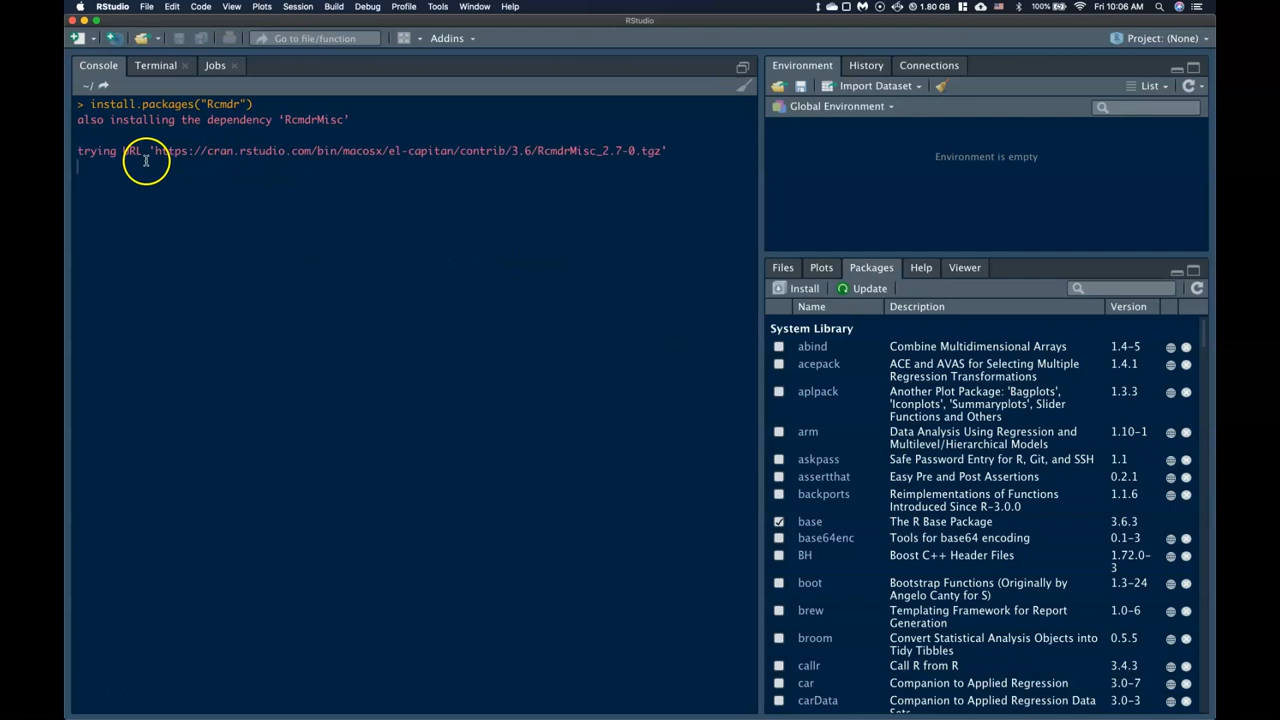 RStudio File Edit Code View Plots Session Build Debug Profile Tools Window Help 1.80 GB 100% Fri 10:06 AM
RStudio
Go to file/function Addins Project: (None)
Console Terminal Jobs
~/
> install.packages("Rcmdr")
also installing the dependency ‘RcmdrMisc’
trying URL 'https://cran.rstudio.com/bin/macosx/el-capitan/contrib/3.6/RcmdrMisc_2.7-0.tgz'
Environment History Connections
Import Dataset List
Global Environment
Environment is empty
Files Plots Packages Help Viewer
Install Update
Name Description Version
System Library
abind Combine Multidimensional Arrays 1.4-5
acepack ACE and AVAS for Selecting Multiple 1.4.1
Regression Transformations
aplpack Another Plot Package: 'Bagplots', 1.3.3
'Iconplots', 'Summaryplots', Slider
Functions and Others
arm Data Analysis Using Regression and 1.10-1
Multilevel/Hierarchical Models
askpass Safe Password Entry for R, Git, and SSH 1.1
assertthat Easy Pre and Post Assertions 0.2.1
backports Reimplementations of Functions 1.1.6
Introduced Since R-3.0.0
base The R Base Package 3.6.3
base64enc Tools for base64 encoding 0.1-3
BH Boost C++ Header Files 1.72.0-
3
boot Bootstrap Functions (Originally by 1.3-24
Angelo Canty for S)
brew Templating Framework for Report 1.0-6
Generation
broom Convert Statistical Analysis Objects into 0.5.5
Tidy Tibbles
callr Call R from R 3.4.3
car Companion to Applied Regression 3.0-7
carData Companion to Applied Regression Data 3.0-3
Sets